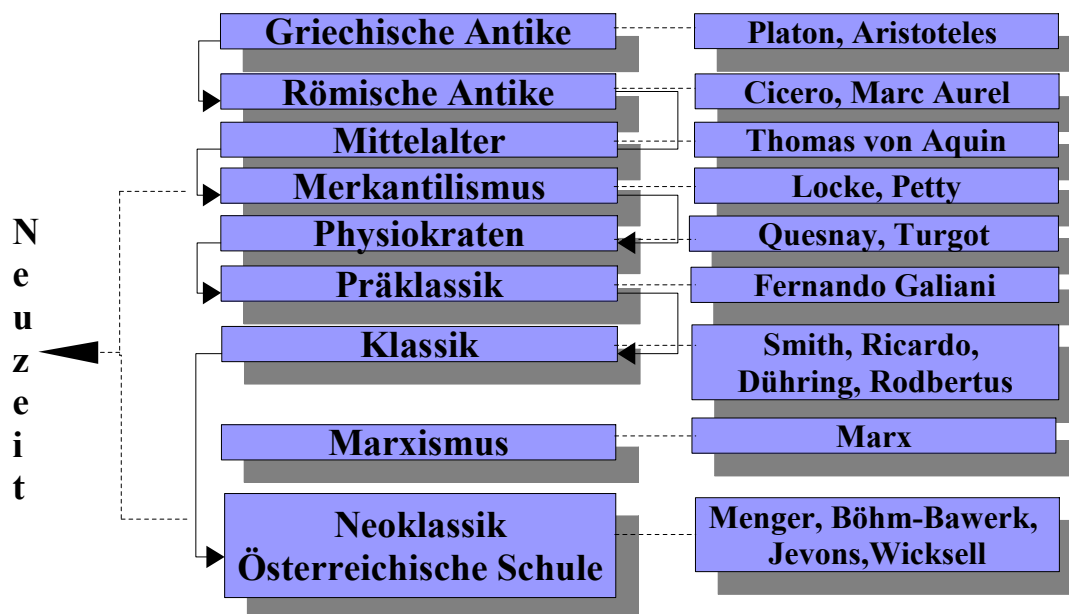 Griechische Antike
Platon, Aristoteles
Römische Antike
Cicero, Marc Aurel
Mittelalter
Thomas von Aquin
Merkantilismus
Locke, Petty
Physiokraten
Quesnay, Turgot
Präklassik
Fernando Galiani
Klassik
Smith, Ricardo,
Dühring, Rodbertus
Marxismus
Marx
Neoklassik
Österreichische Schule
Menger, Böhm-Bawerk,
Jevons,Wicksell
N
e
u
z
e
i
t